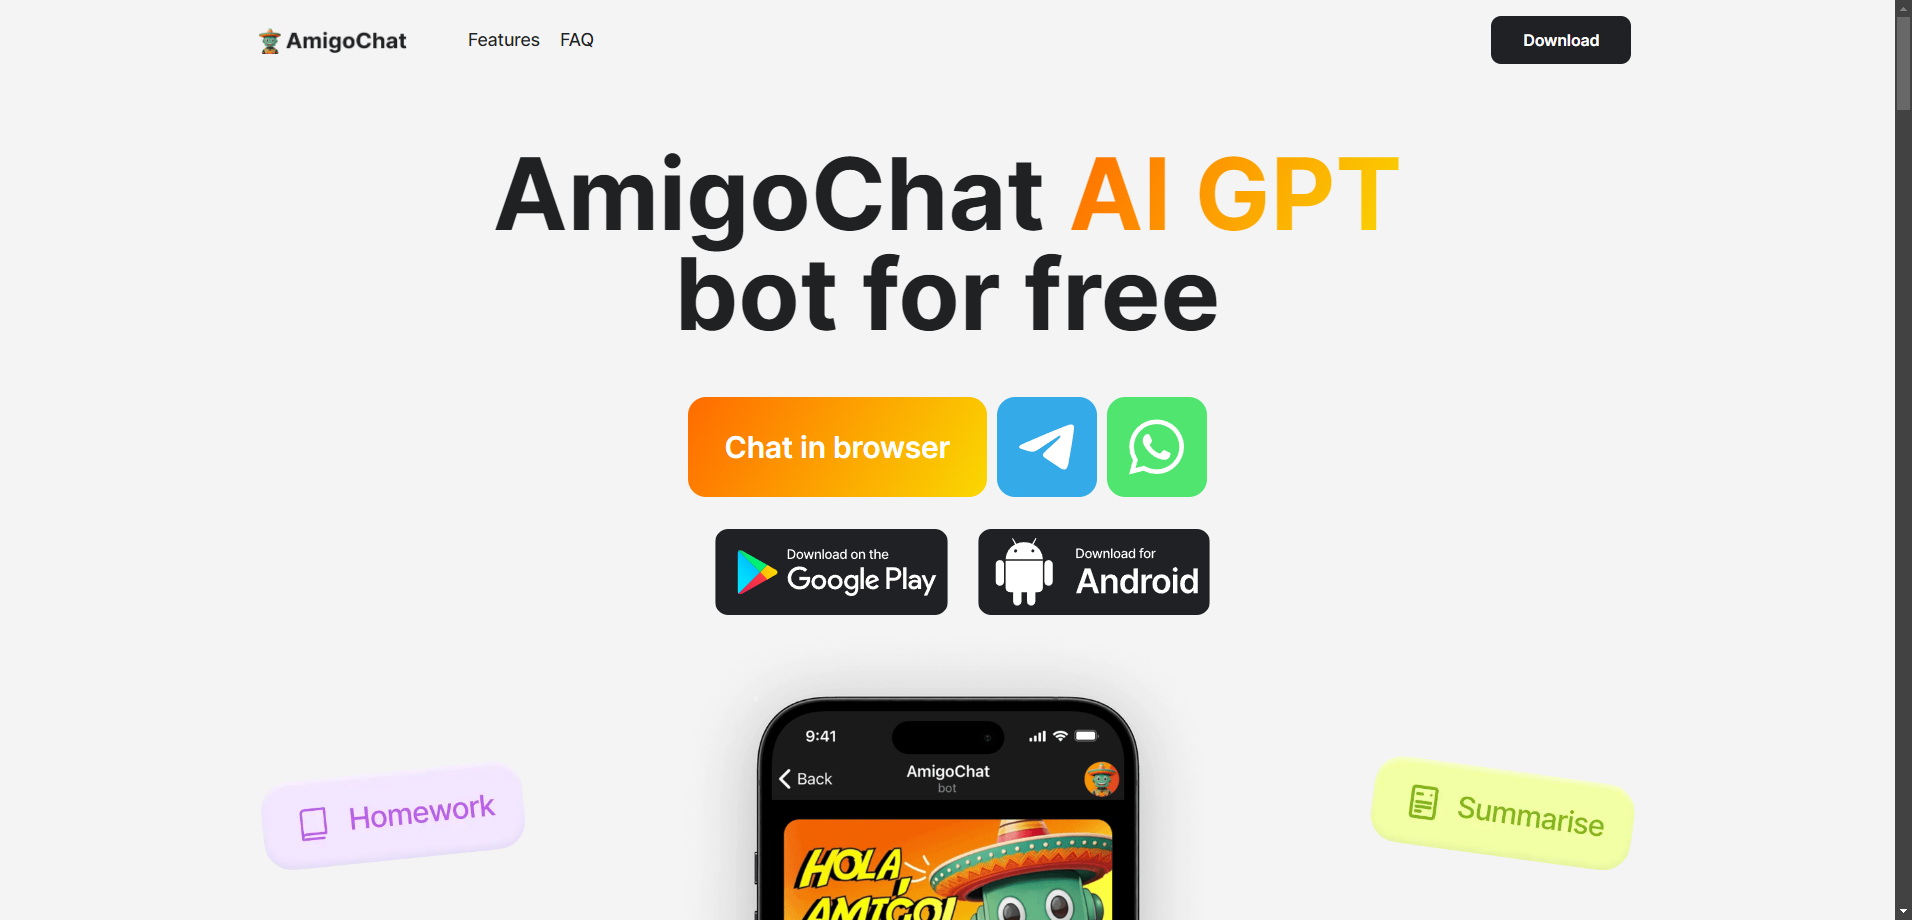 AmigoChat
Features
FAQ
Download
AmigoChat AI GPT
bot for free
Chat in browser
Download on the
Google Play
Download for
Android
9:41
Back
AmigoChat
bot
Homework
Summarise
HOLA,
AMIGO!